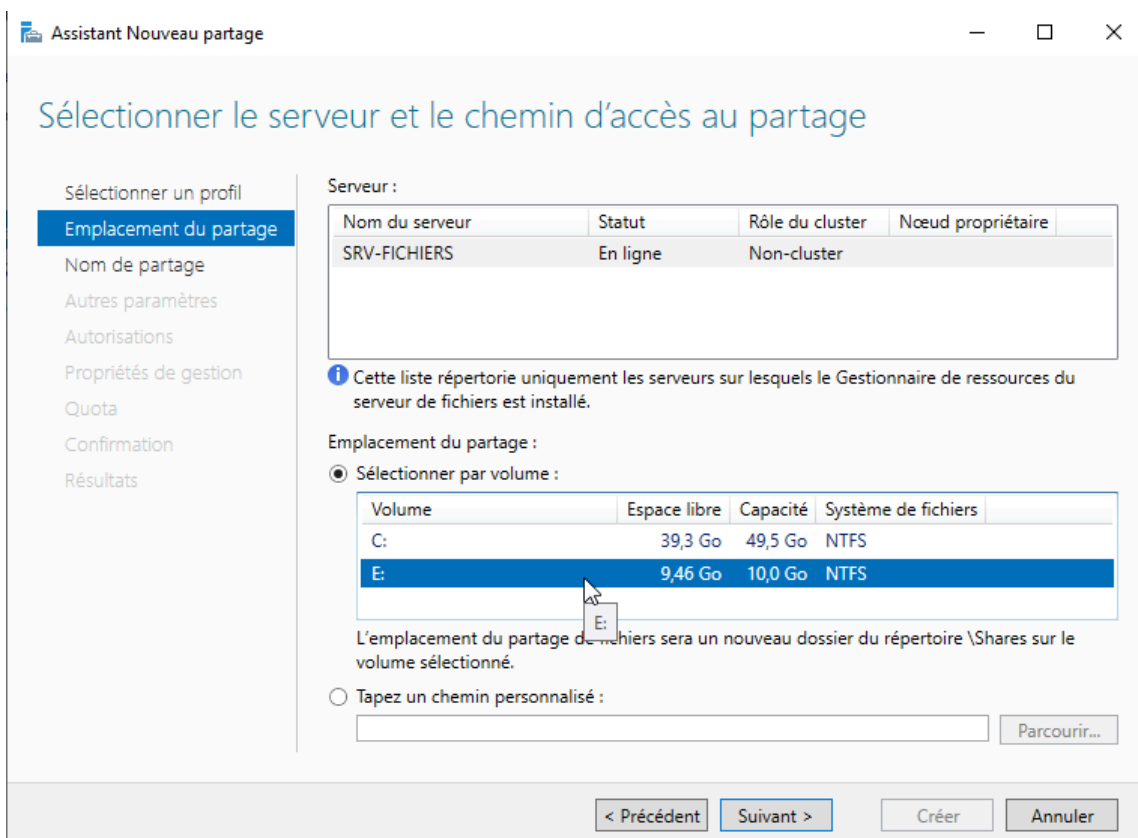 Assistant Nouveau partage
Sélectionner le serveur et le chemin d’accès au partage
Sélectionner un profil
Emplacement du partage
Nom de partage
Autres paramètres
Autorisations
Propriétés de gestion
Quota
Confirmation
Résultats
Serveur :
Nom du serveur Statut Rôle du cluster Nœud propriétaire
SRV-FICHIERS En ligne Non-cluster
Cette liste répertorie uniquement les serveurs sur lesquels le Gestionnaire de ressources du
serveur de fichiers est installé.
Emplacement du partage :
Sélectionner par volume :
Volume Espace libre Capacité Système de fichiers
C: 39,3 Go 49,5 Go NTFS
E: 9,46 Go 10,0 Go NTFS
E:
L’emplacement du partage de fichiers sera un nouveau dossier du répertoire \Shares sur le
volume sélectionné.
Tapez un chemin personnalisé :
Parcourir...
< Précédent Suivant > Créer Annuler